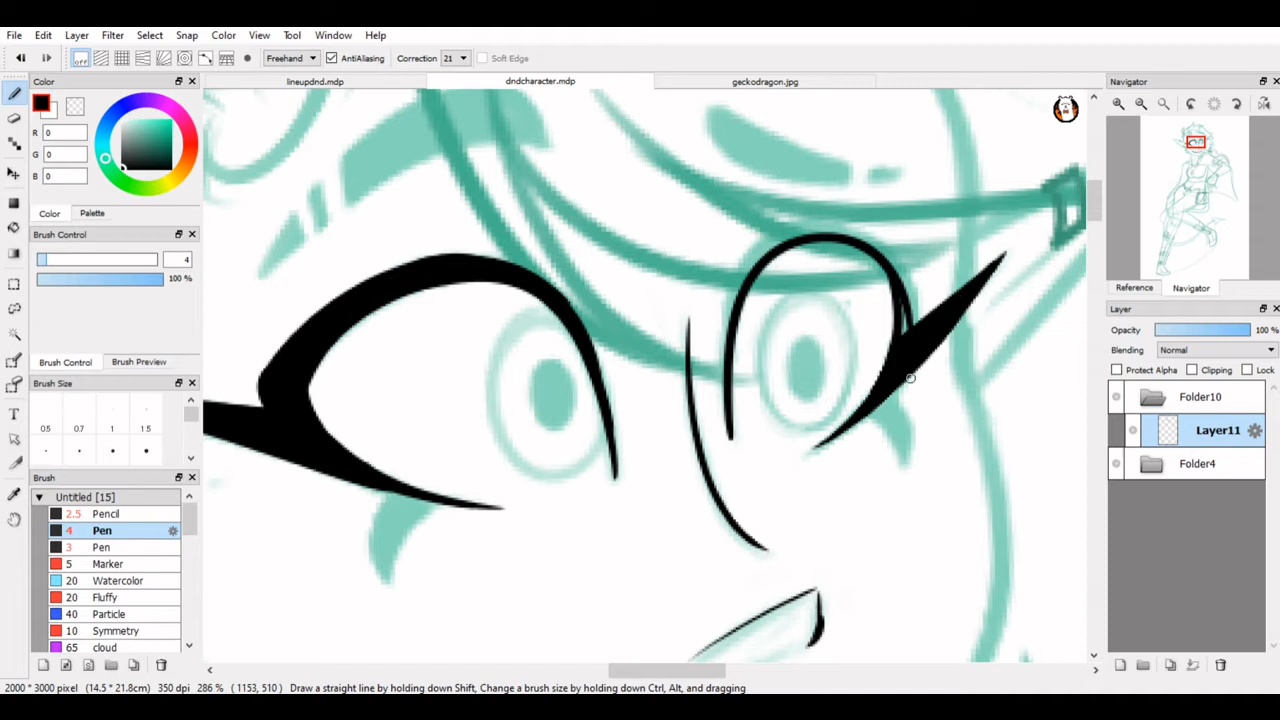 File Edit Layer Filter Select Snap Color View Tool Window Help
off Freehand AntiAliasing Correction 21 Soft Edge
Color lineupdnd.mdp dndcharacter.mdp geckodragon.jpg Navigator
R 0
G 0
B 0
Color Palette
Brush Control
4
100 %
Reference Navigator
Layer
Opacity 100 %
Blending Normal
Protect Alpha Clipping Lock
Brush Control Brush Preview
Brush Size
0.5 0.7 1 1.5
Folder10
Layer11
Folder4
Brush
Untitled [15]
2.5 Pencil
4 Pen
3 Pen
5 Marker
20 Watercolor
20 Fluffy
40 Particle
10 Symmetry
65 cloud
2000 * 3000 pixel (14.5 * 21.8cm) 350 dpi 286 % ( 1153, 510 ) Draw a straight line by holding down Shift, Change a brush size by holding down Ctrl, Alt, and dragging